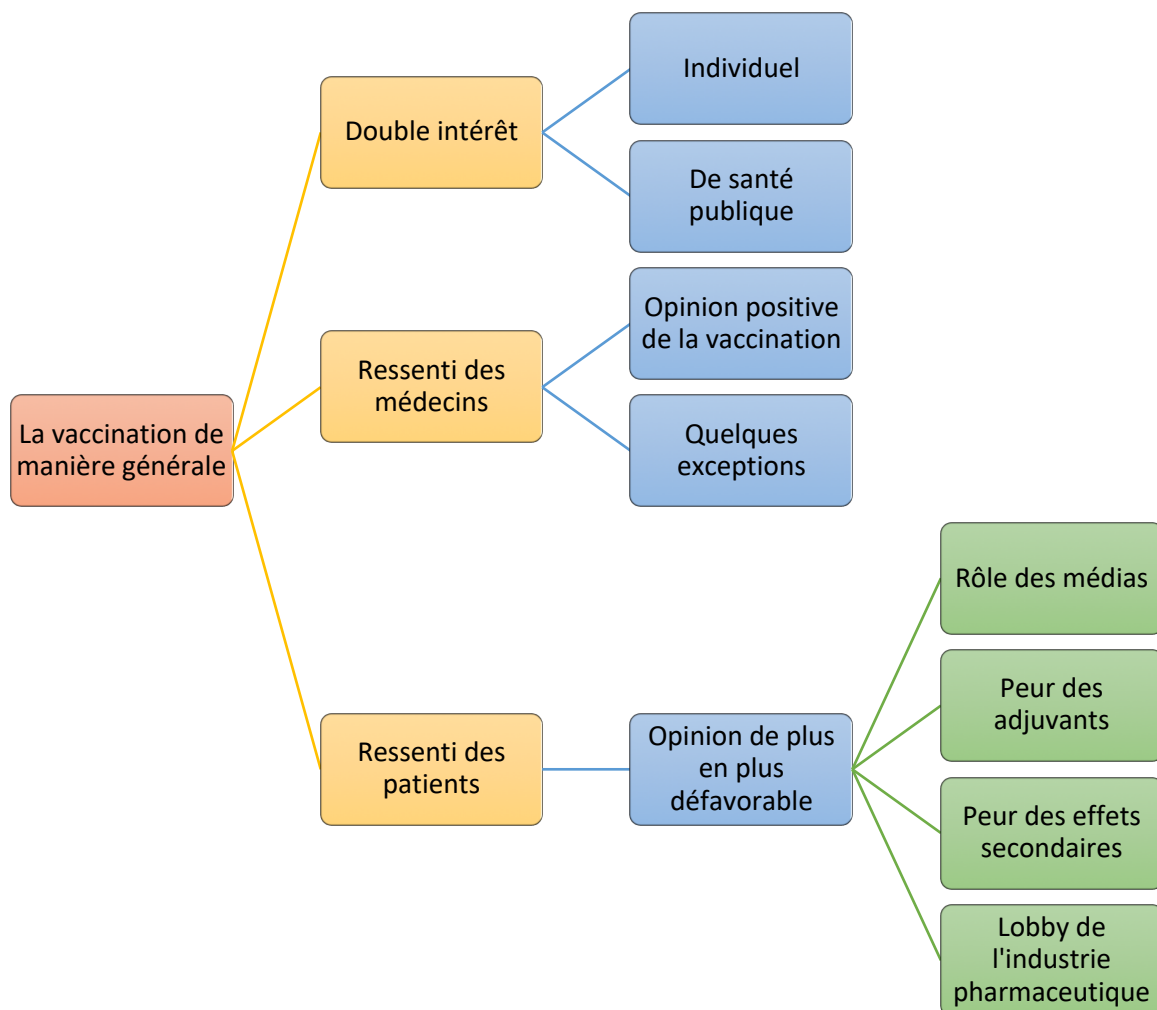 La vaccination de
manière générale
Double intérêt
Individuel
De santé
publique
Ressenti des
médecins
Opinion positive
de la vaccination
Quelques
exceptions
Ressenti des
patients
Opinion de plus
en plus
défavorable
Rôle des médias
Peur des
adjuvants
Peur des effets
secondaires
Lobby de
l'industrie
pharmaceutique